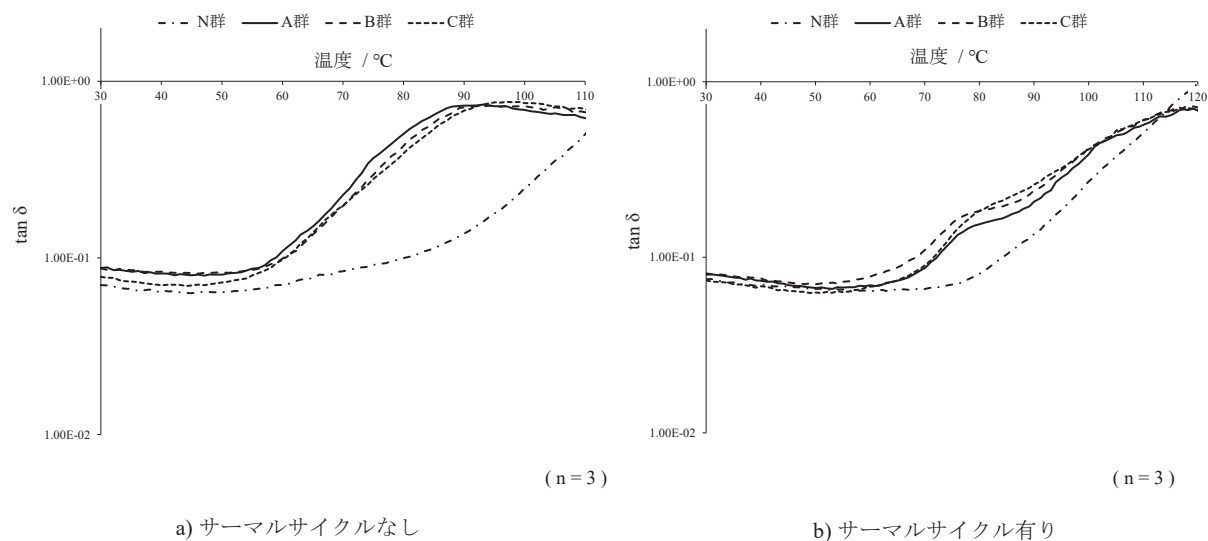 N群 A群 B群 C群
温度 / °C
1.00E+00
30 40 50 60 70 80 90 100 110
tan δ
1.00E-01
1.00E-02
( n = 3 )
a) サーマルサイクルなし
N群 A群 B群 C群
温度 / °C
1.00E+00
30 40 50 60 70 80 90 100 110 120
tan δ
1.00E-01
1.00E-02
( n = 3 )
b) サーマルサイクル有り